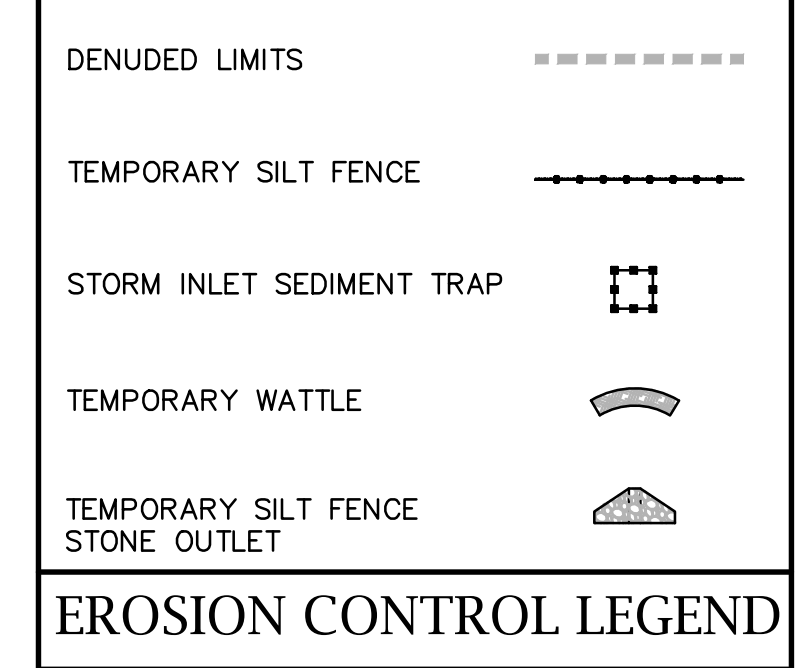 DENUDED LIMITS
TEMPORARY SILT FENCE
STORM INLET SEDIMENT TRAP
TEMPORARY WATTLE
TEMPORARY SILT FENCE
STONE OUTLET
EROSION CONTROL LEGEND